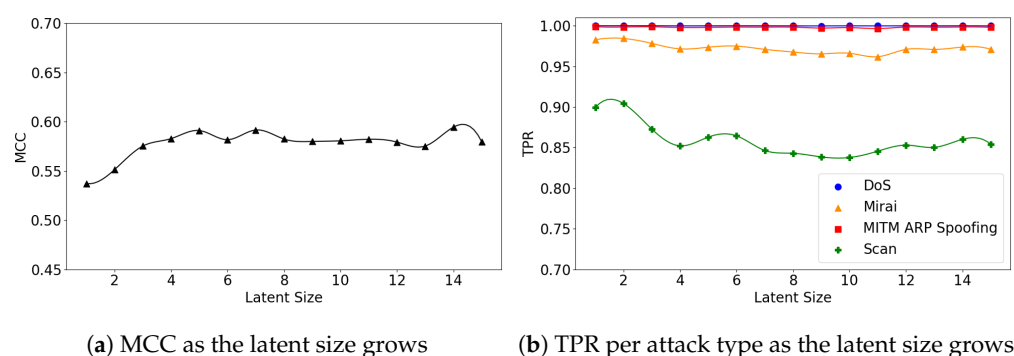 0.70
0.65
0.60
0.55
0.50
0.45
MCC
2 4 6 8 10 12 14
Latent Size
(a) MCC as the latent size grows
1.00
0.95
0.90
0.85
0.80
0.75
0.70
TPR
DoS
Mirai
MITM ARP Spoofing
Scan
2 4 6 8 10 12 14
Latent Size
(b) TPR per attack type as the latent size grows